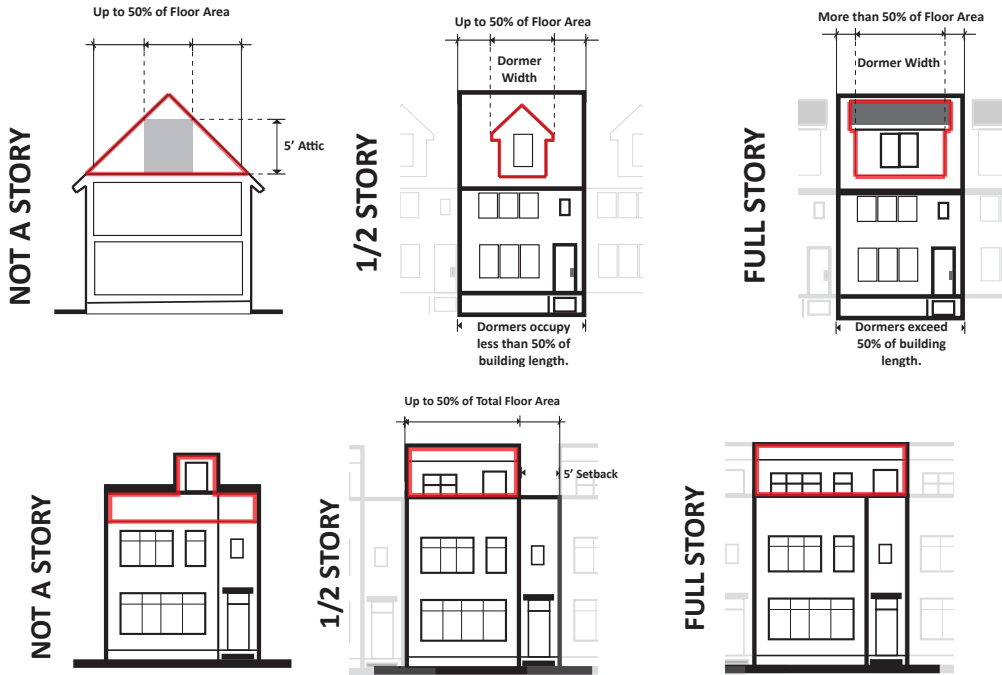 Up to 50% of Floor Area
5’ Attic
NOT A STORY
Up to 50% of Floor Area
Dormer
Width
1/2 STORY
Dormers occupy
less than 50% of
building length.
More than 50% of Floor Area
Dormer Width
FULL STORY
Dormers exceed
50% of building
length.
NOT A STORY
Up to 50% of Total Floor Area
5’ Setback
1/2 STORY
FULL STORY